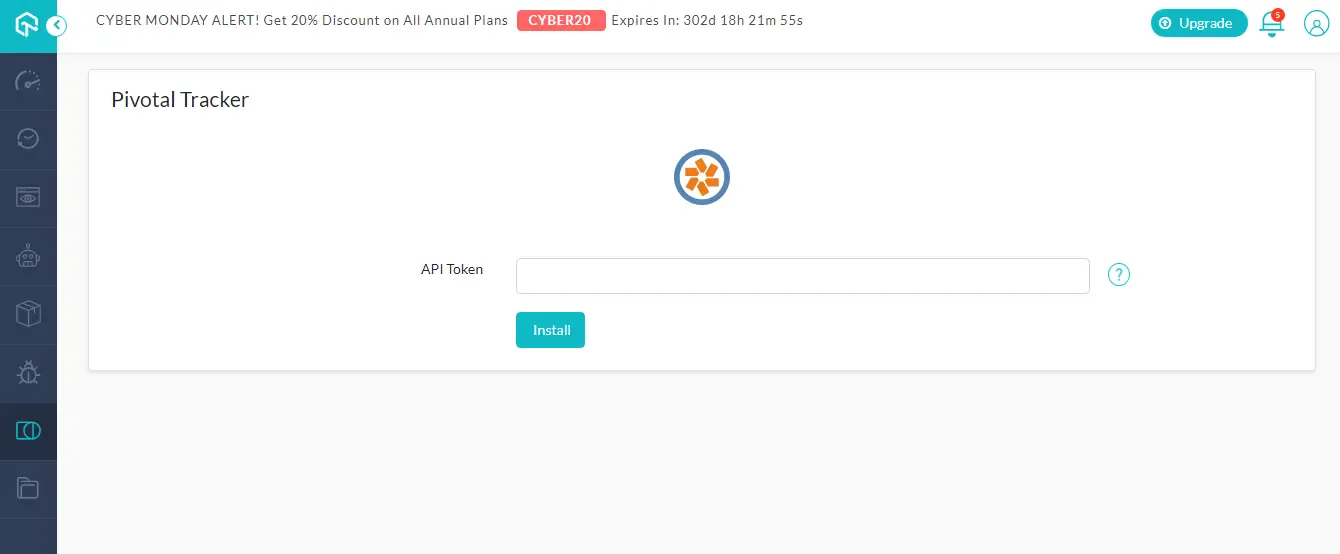 CYBER MONDAY ALERT! Get 20% Discount on All Annual Plans CYBER20 Expires In: 302d 18h 21m 55s
Upgrade
5
Pivotal Tracker
API Token
?
Install